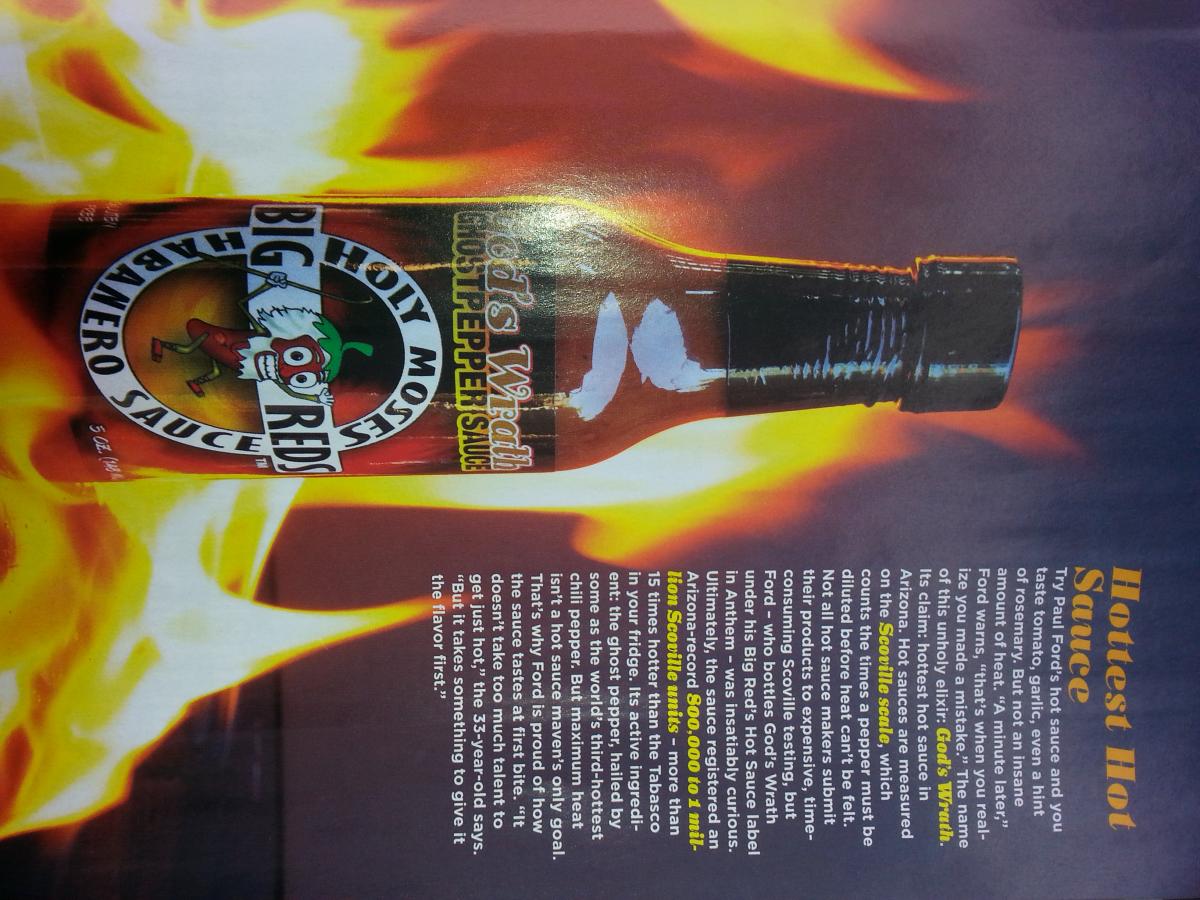 Hottest Hot
Sauce
Try Paul Ford's hot sauce and you
taste tomato, garlic, even a hint
of rosemary. But not an insane
amount of heat. "A minute later,"
Ford warns, "that's when you real-
ize you made a mistake." The name
of this unholy elixir: God's Wrath.
Its claim: hottest hot sauce in
Arizona. Hot sauces are measured
on the Scoville scale, which
counts the times a pepper must be
diluted before heat can't be felt.
Not all hot sauce makers submit
their products to expensive, time-
consuming Scoville testing, but
Ford – who bottles God's Wrath
under his Big Red's Hot Sauce label
in Anthem – was insatiably curious.
Ultimately, the sauce registered an
Arizona-record 800,000 to 1 mil-
lion Scoville units – more than
15 times hotter than the Tabasco
in your fridge. Its active ingredi-
ent: the ghost pepper, hailed by
some as the world's third-hottest
chili pepper. But maximum heat
isn't a hot sauce maven's only goal.
That's why Ford is proud of how
the sauce tastes at first bite. "It
doesn't take too much talent to
get just hot," the 33-year-old says.
"But it takes something to give it
the flavor first."
God's Wrath
GHOST PEPPER SAUCE
HOLY MOSES
BIG REDS
TM
HABANERO SAUCE
FREE
5 OZ.